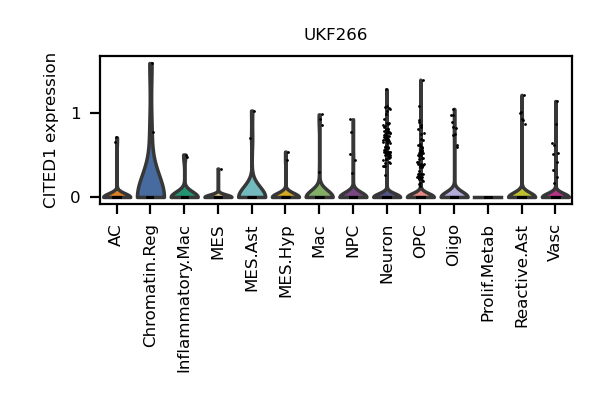 UKF266
CITED1 expression
1
0
AC
Chromatin.Reg
Inflammatory.Mac
MES
MES.Ast
MES.Hyp
Mac
NPC
Neuron
OPC
Oligo
Prolif.Metab
Reactive.Ast
Vasc